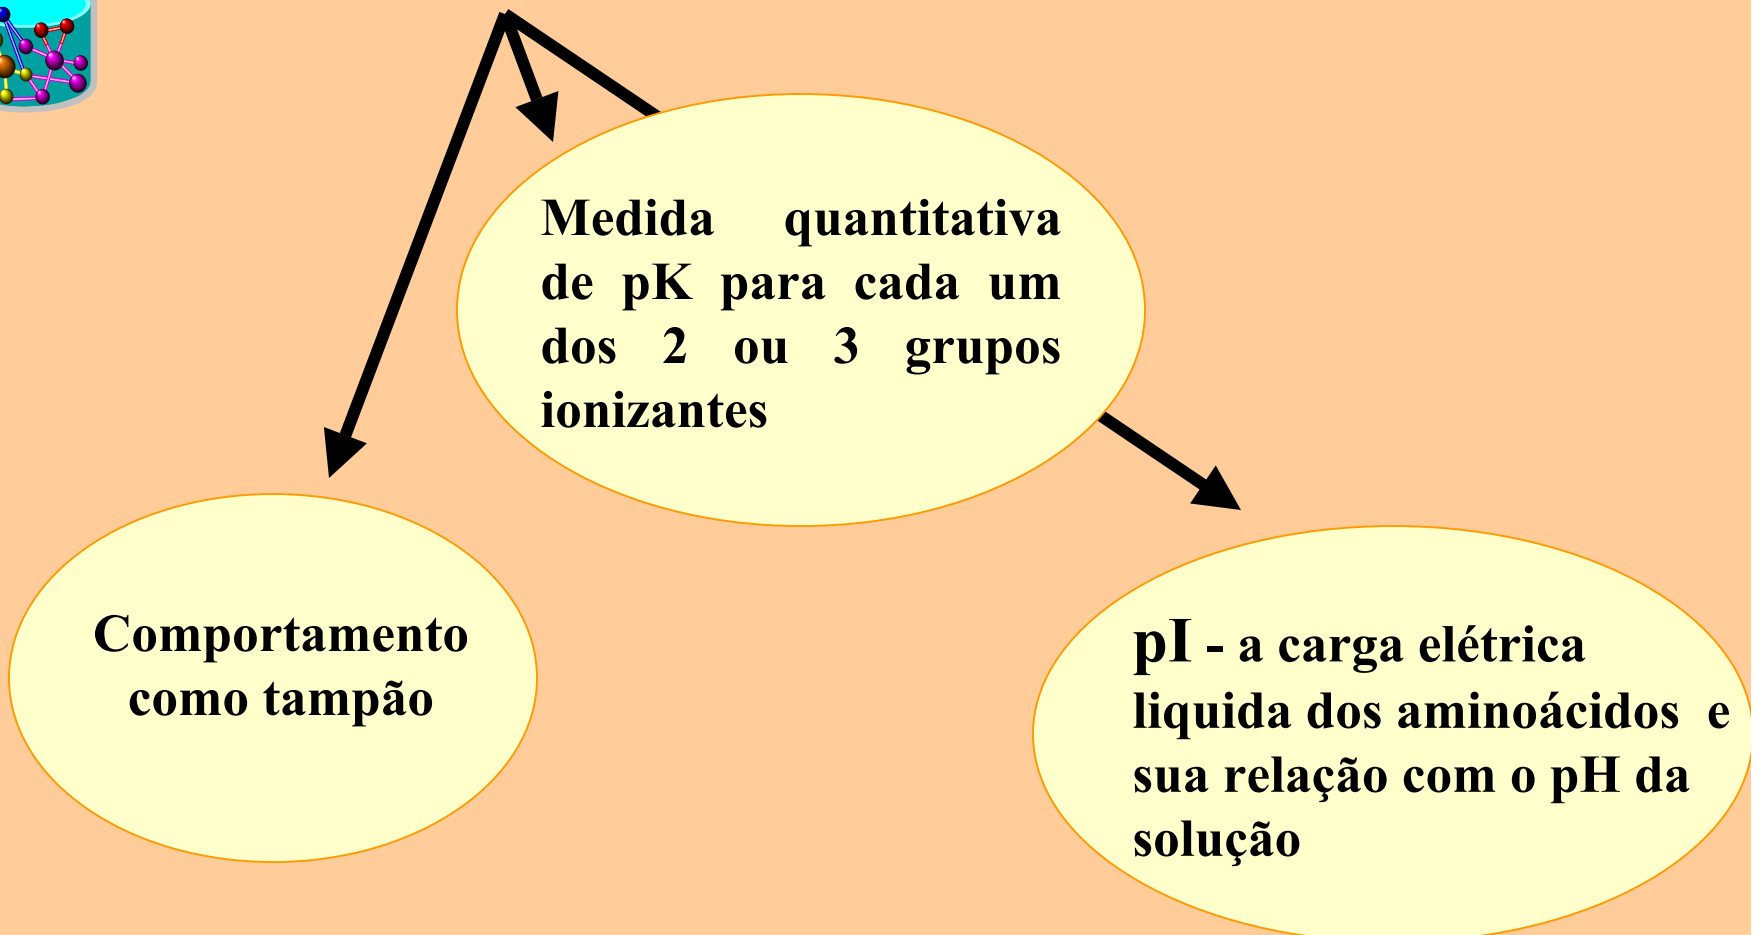 Medida quantitativa
de pK para cada um
dos 2 ou 3 grupos
ionizantes
Comportamento
como tampão
pI - a carga elétrica
liquida dos aminoácidos e
sua relação com o pH da
solução